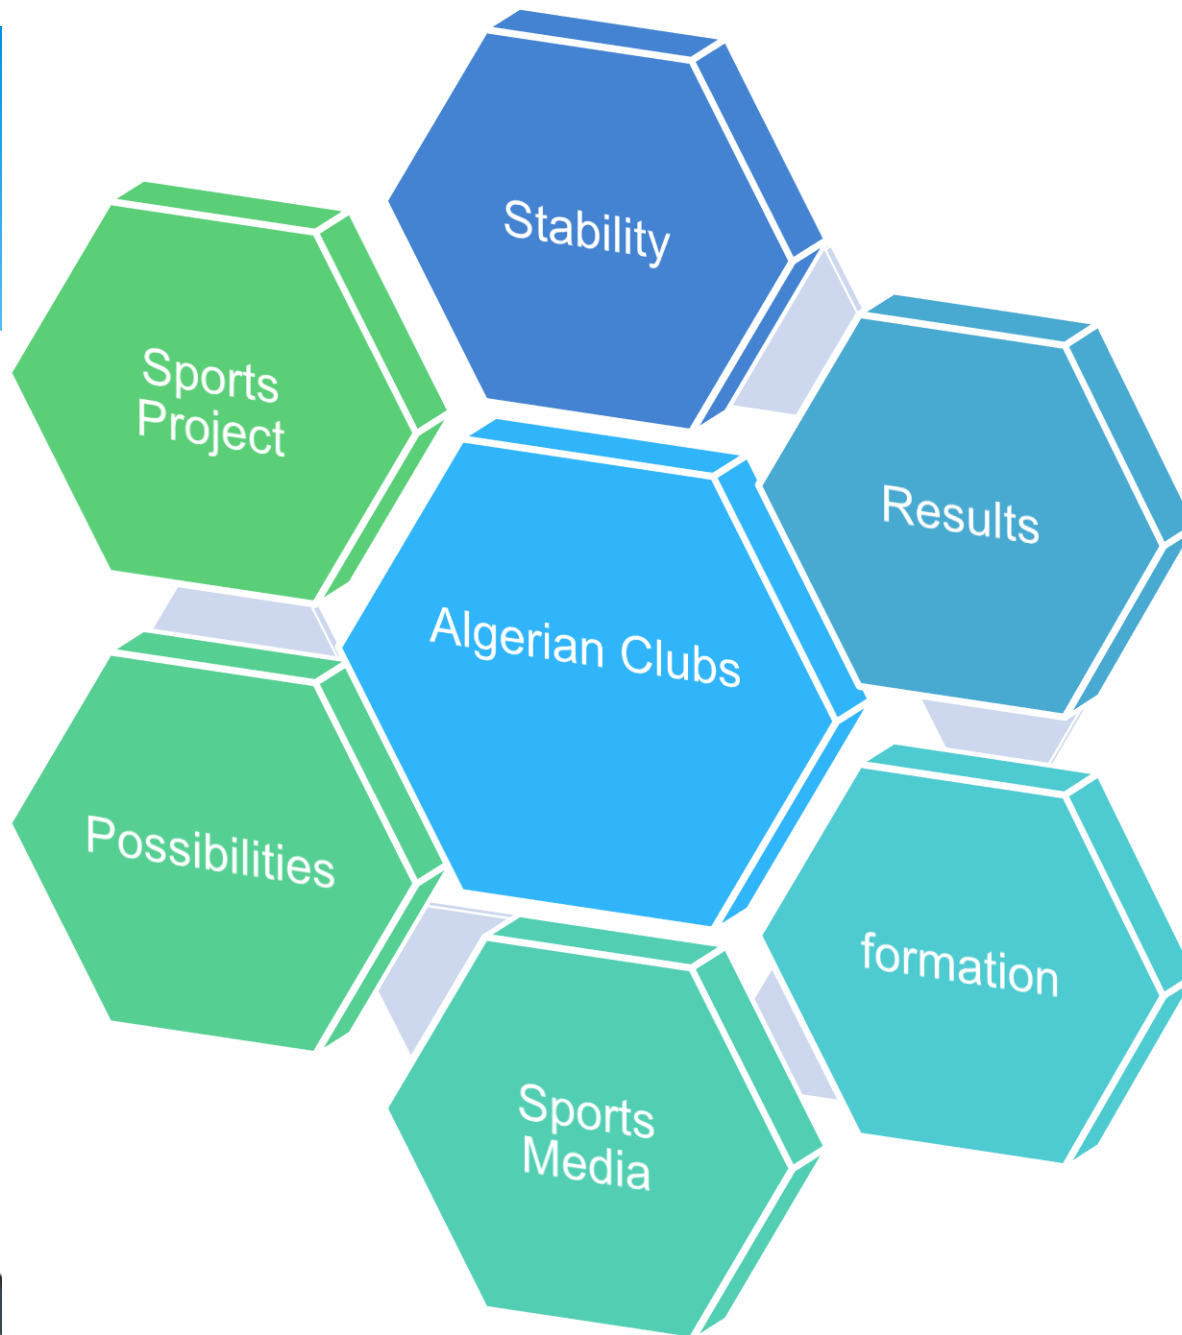 Stability
Sports
Project
Results
Algerian Clubs
Possibilities
formation
Sports
Media